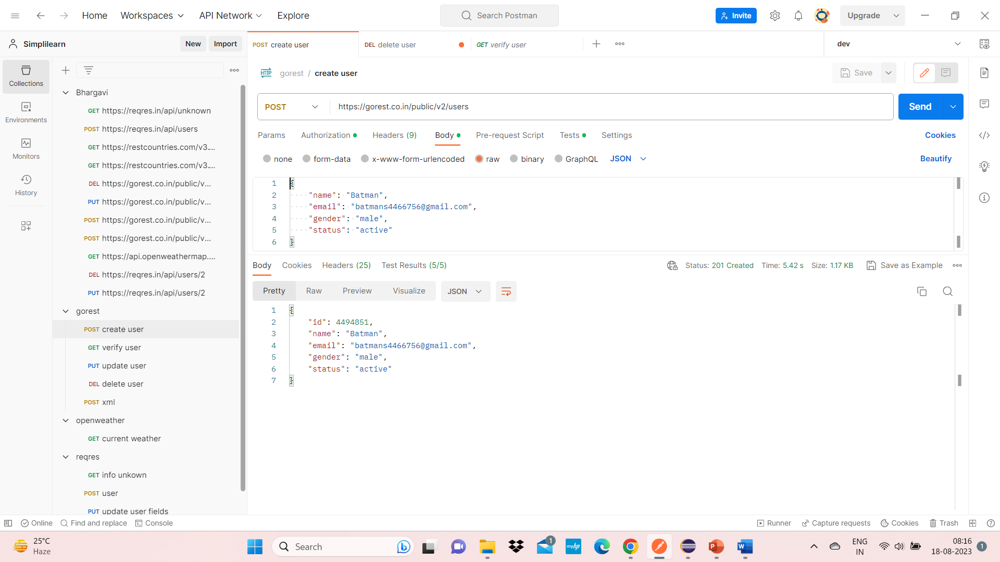 Home Workspaces API Network Explore Search Postman Invite Upgrade
Simplilearn New Import
POST create user DEL delete user GET verify user dev
Collections
Environments
Monitors
History
Bhargavi
GET https://reqres.in/api/unknown
POST https://reqres.in/api/users
GET https://restcountries.com/v3....
GET https://restcountries.com/v3....
DEL https://gorest.co.in/public/v...
PUT https://gorest.co.in/public/v...
POST https://gorest.co.in/public/v...
POST https://gorest.co.in/public/v...
GET https://api.openweathermap....
DEL https://reqres.in/api/users/2
PUT https://reqres.in/api/users/2
gorest
POST create user
GET verify user
PUT update user
DEL delete user
POST xml
openweather
GET current weather
reqres
GET info unkown
POST user
PUT update user fields
HTTP gorest / create user Save
POST https://gorest.co.in/public/v2/users Send
Params Authorization Headers (9) Body Pre-request Script Tests Settings Cookies
none form-data x-www-form-urlencoded raw binary GraphQL JSON Beautify
1 {
2 "name": "Batman",
3 "email": "batmans4466756@gmail.com",
4 "gender": "male",
5 "status": "active"
6 }
Body Cookies Headers (25) Test Results (5/5) Status: 201 Created Time: 5.42 s Size: 1.17 KB Save as Example
Pretty Raw Preview Visualize JSON
1 {
2 "id": 4494851,
3 "name": "Batman",
4 "email": "batmans4466756@gmail.com",
5 "gender": "male",
6 "status": "active"
7 }
Online Find and replace Console Runner Capture requests Cookies Trash
25°C
Haze
Search
1
myhp
P
W
ENG
IN
08:16
18-08-2023
1